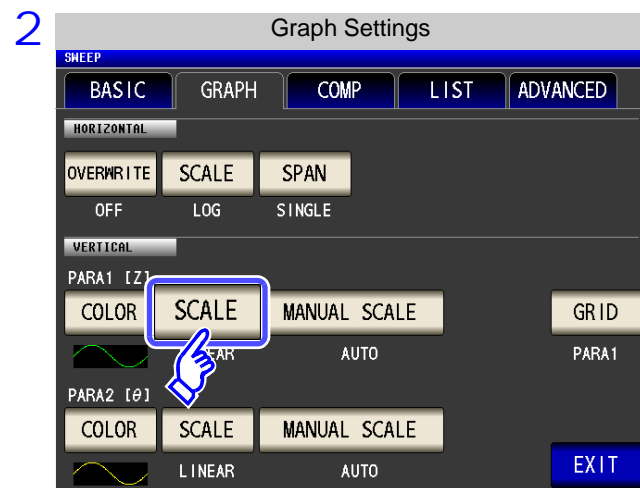 2
Graph Settings
SWEEP
BASIC GRAPH COMP LIST ADVANCED
HORIZONTAL
OVERWRITE SCALE SPAN
OFF LOG SINGLE
VERTICAL
PARA1 [Z]
COLOR SCALE MANUAL SCALE GRID
AUTO PARA1
PARA2 [θ]
COLOR SCALE MANUAL SCALE
LINEAR AUTO EXIT